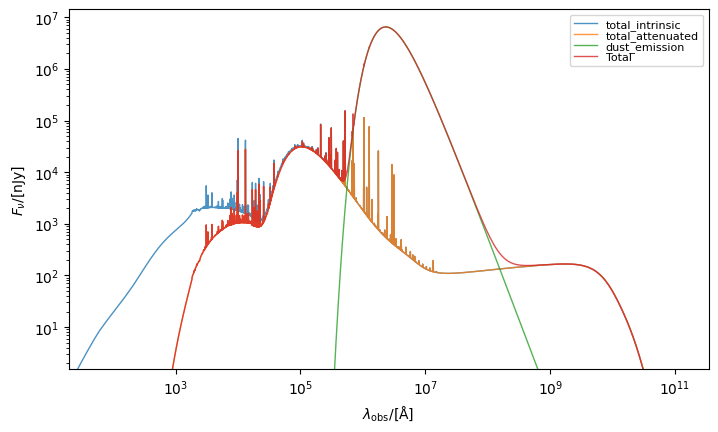 10⁷
10⁶
10⁵
10⁴
10³
10²
10¹
F_ν/[nJy]
total_intrinsic
total_attenuated
dust_emission
Total
10³
10⁵
10⁷
10⁹
10¹¹
λ_obs/[Å]